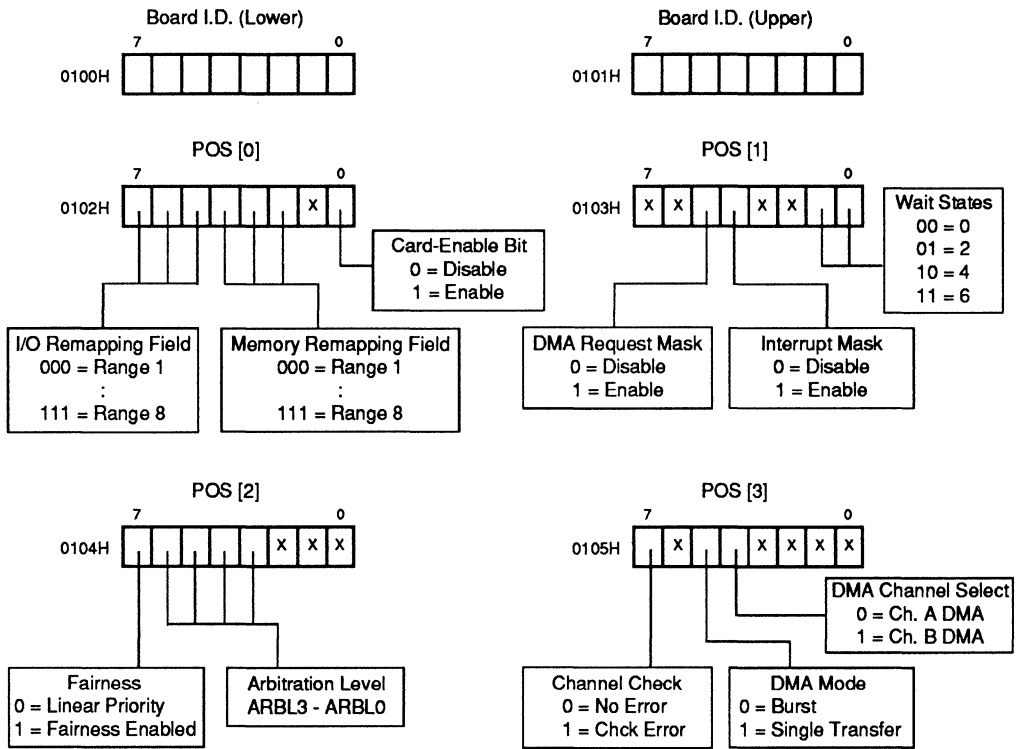 Board I.D. (Lower)
7 0
0100H
Board I.D. (Upper)
7 0
0101H
POS [0]
7 0
0102H X
Card-Enable Bit
0 = Disable
1 = Enable
I/O Remapping Field
000 = Range 1
:
111 = Range 8
Memory Remapping Field
000 = Range 1
:
111 = Range 8
POS [1]
7 0
0103H X X X X
Wait States
00 = 0
01 = 2
10 = 4
11 = 6
DMA Request Mask
0 = Disable
1 = Enable
Interrupt Mask
0 = Disable
1 = Enable
POS [2]
7 0
0104H X X X
Fairness
0 = Linear Priority
1 = Fairness Enabled
Arbitration Level
ARBL3 - ARBL0
POS [3]
7 0
0105H X X X X X
DMA Channel Select
0 = Ch. A DMA
1 = Ch. B DMA
Channel Check
0 = No Error
1 = Chck Error
DMA Mode
0 = Burst
1 = Single Transfer